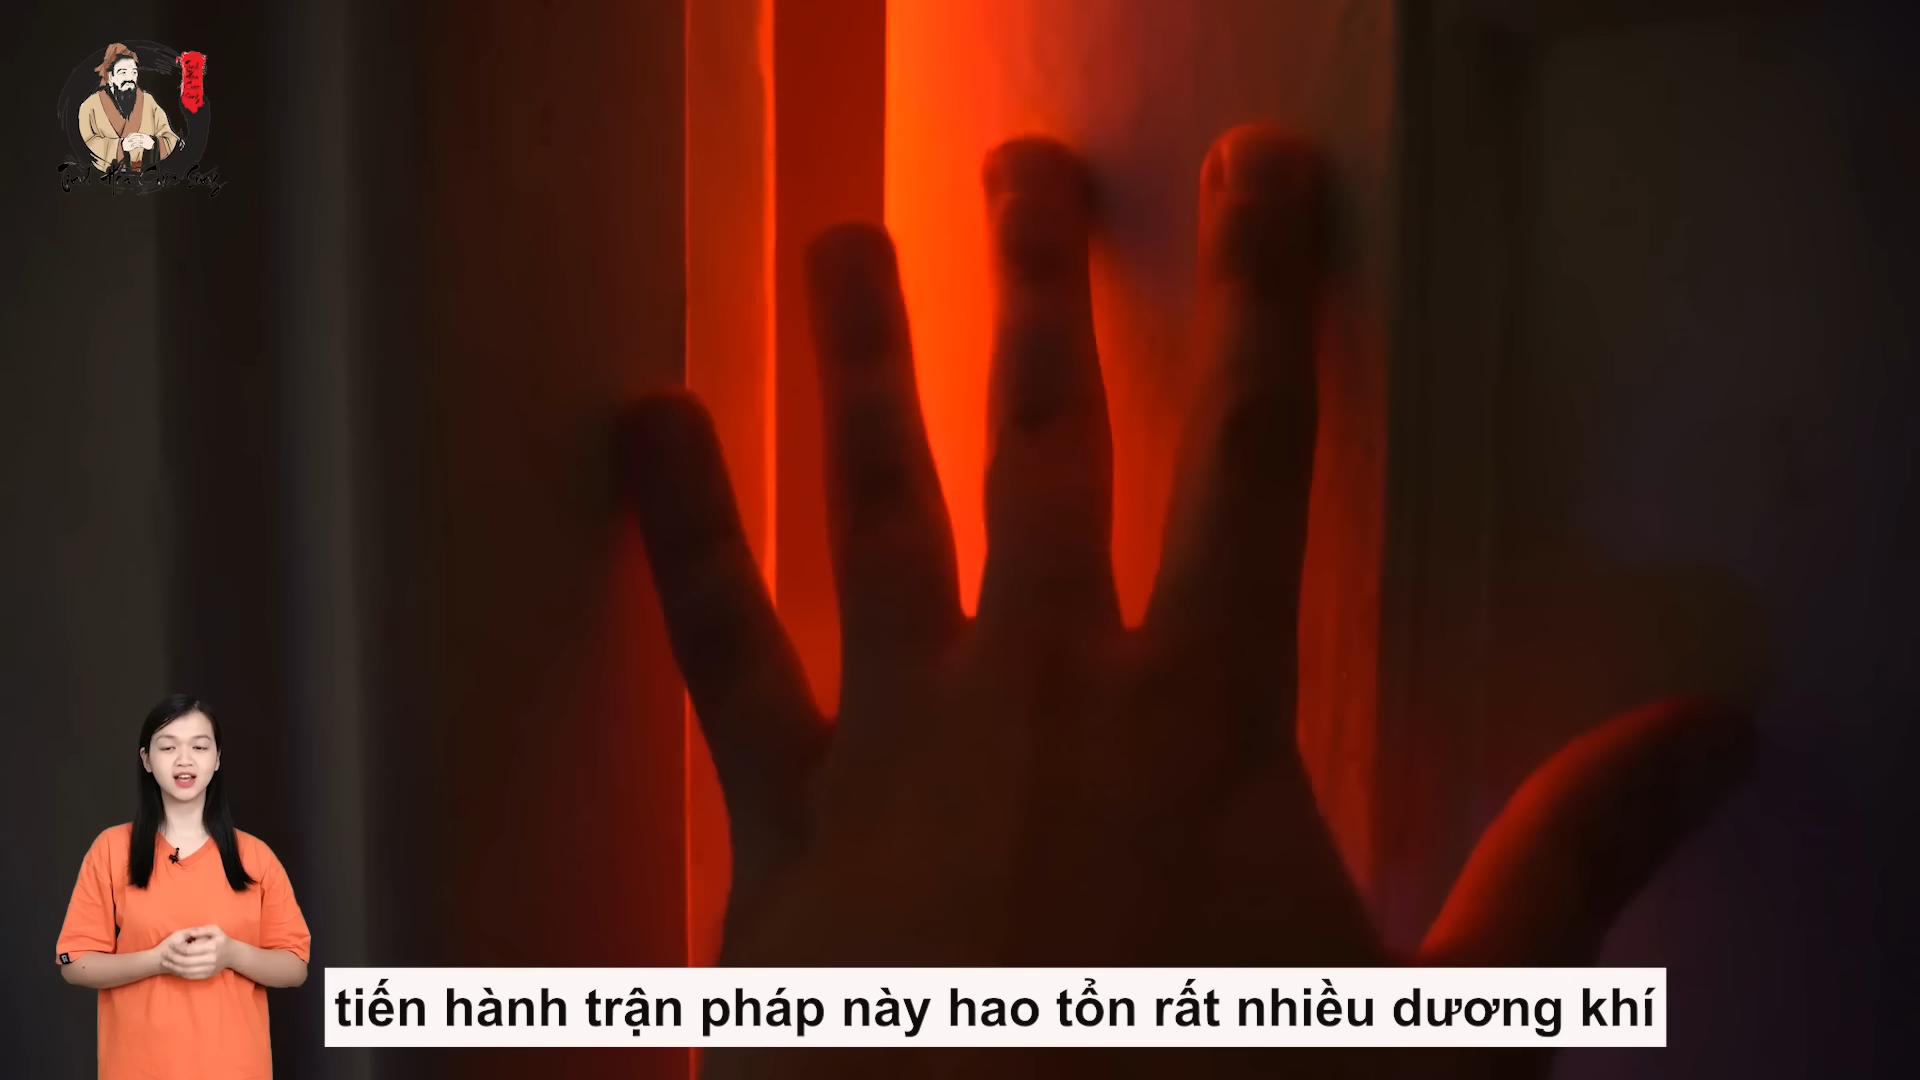 tiến hành trận pháp này hao tổn rất nhiều dương khí